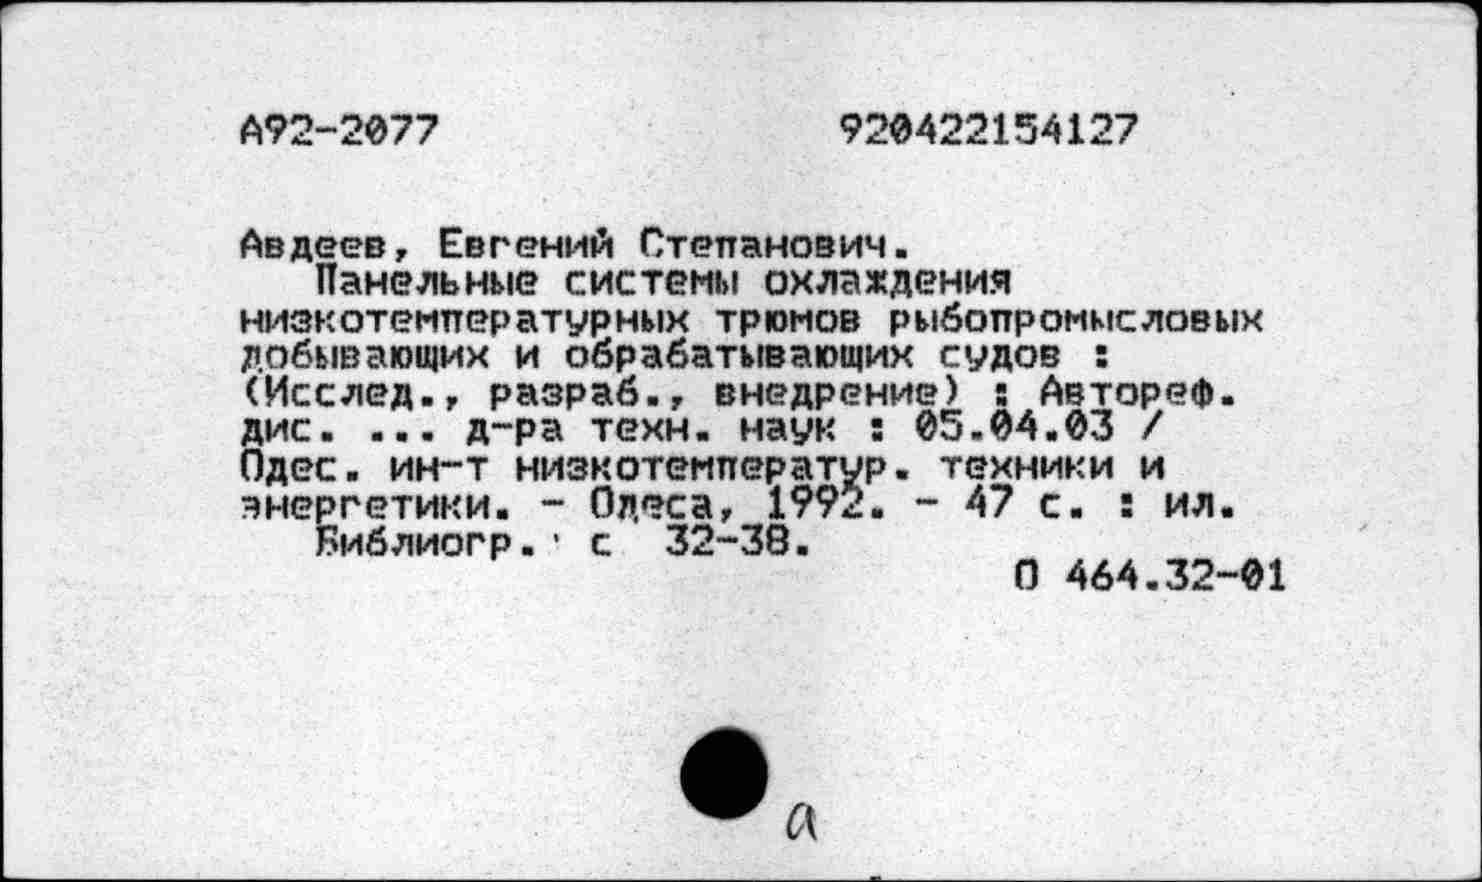 А92-2077 920422154127
Авдеев, Евгений Степанович.
Панельные системы охлаждения
низкотемпературных трюмов рыбопромысловых
добывающих и обрабатывающих судов :
(Исслед., разраб., внедрение) : Автореф.
дис. ... д-ра техн. наук : 05.04.03 /
Одес. ин-т низкотемператур. техники и
энергетики. - Одеса, 1992. - 47 с. : ил.
Библиогр. с 32-38.
О 464.32-01
а